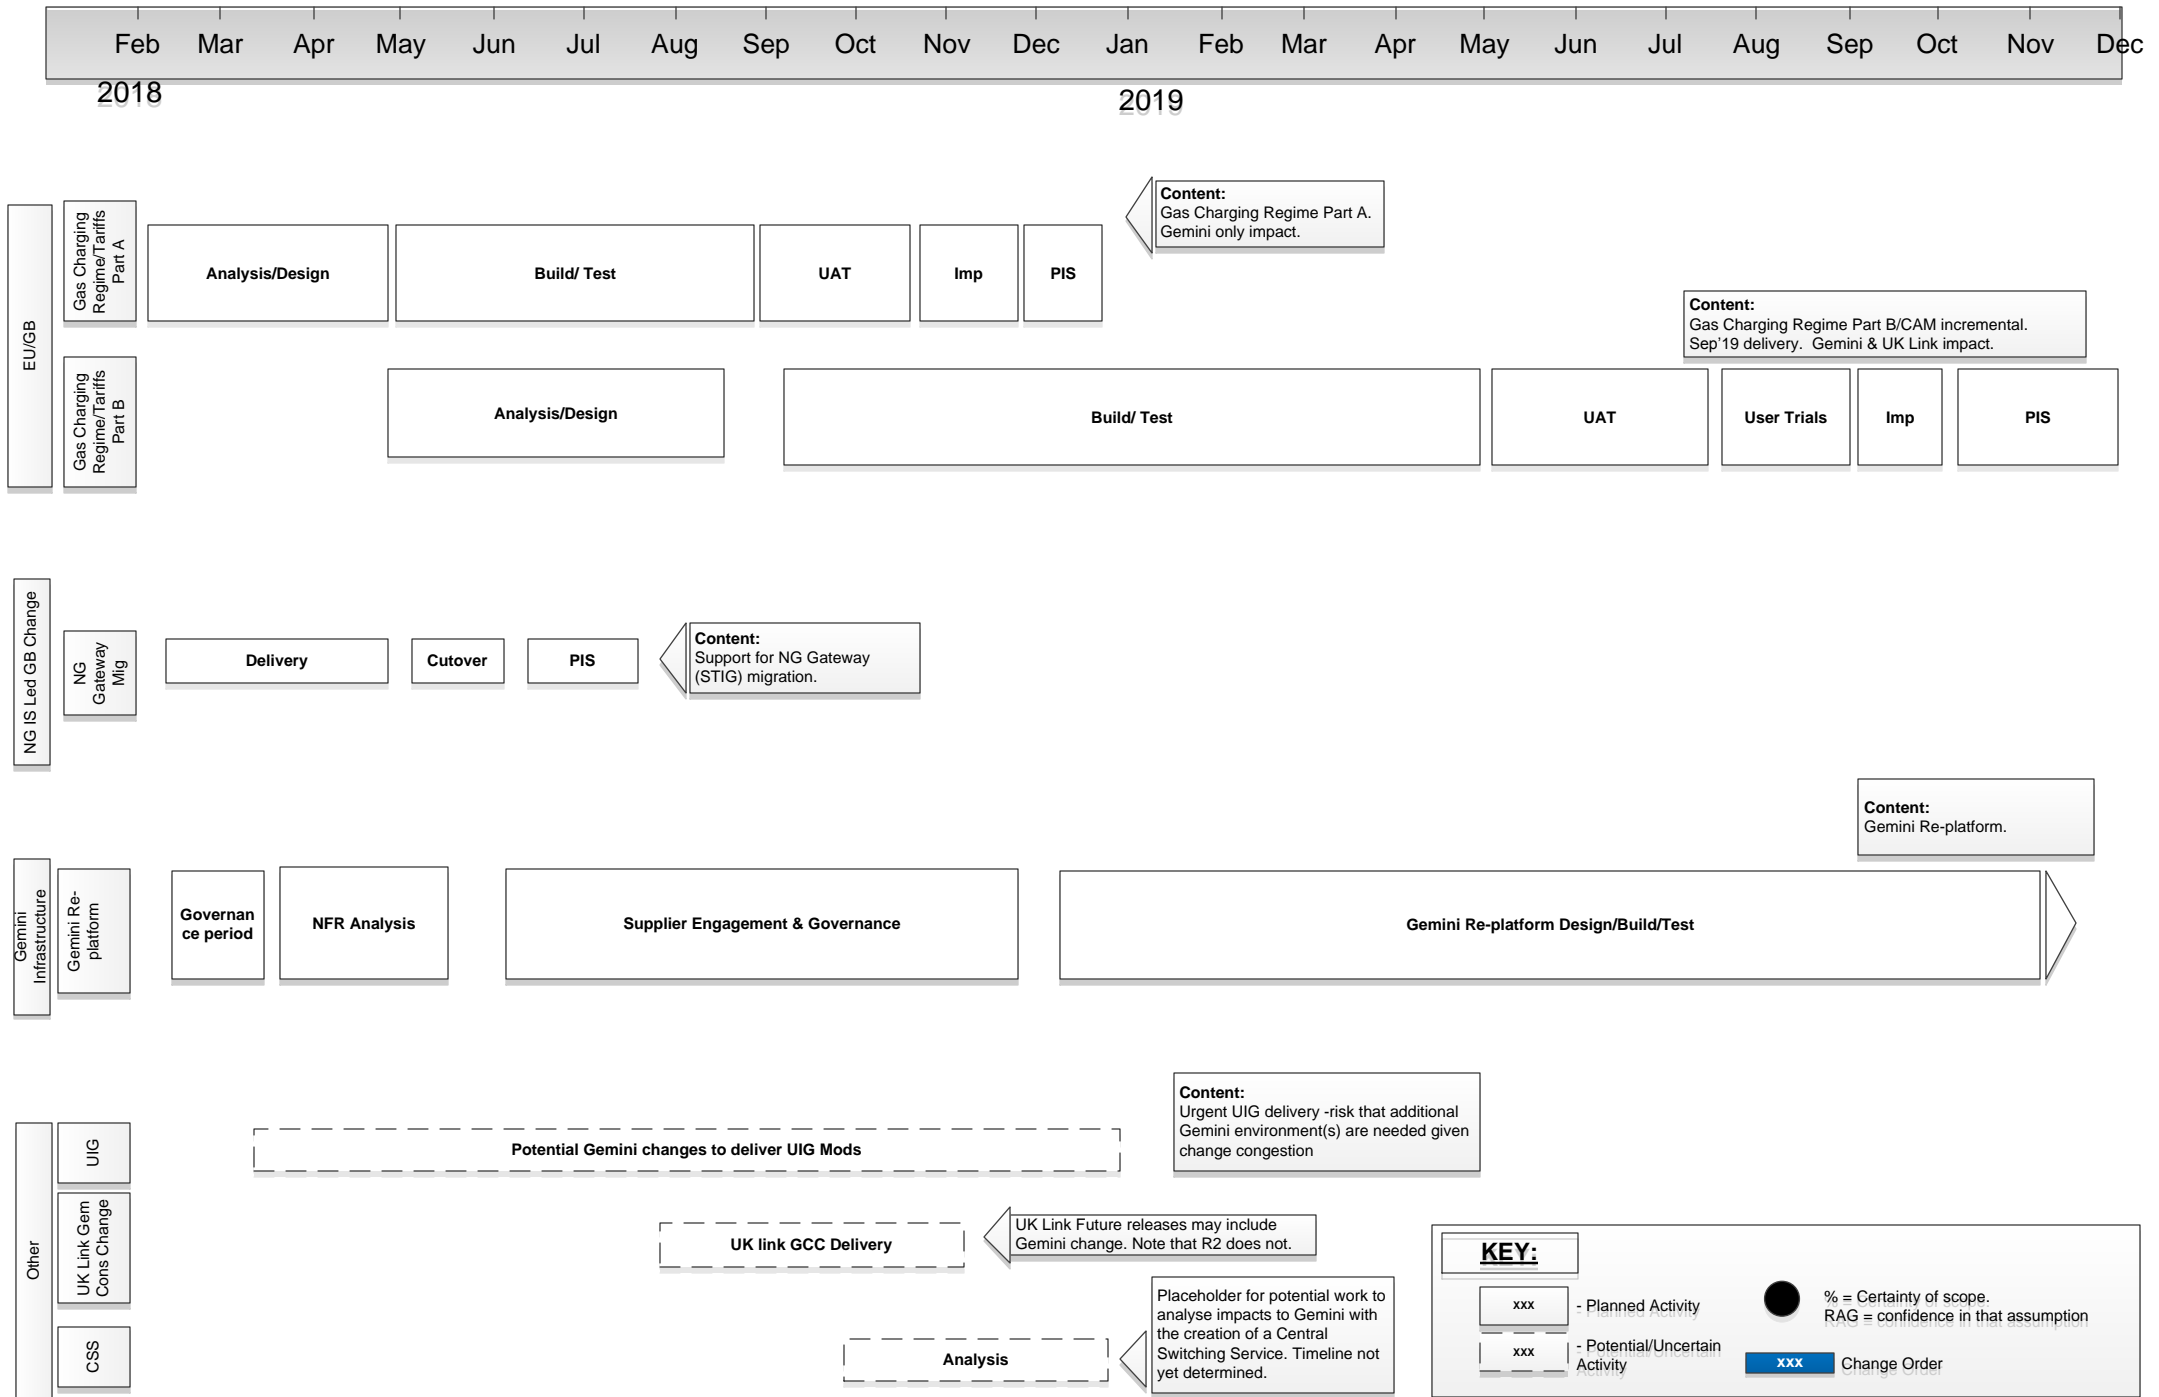 Feb Mar Apr May Jun Jul Aug Sep Oct Nov Dec Jan Feb Mar Apr May Jun Jul Aug Sep Oct Nov Dec
2018
2019
EU/GB
Gas Charging
Regime/Tariffs
Part A
Analysis/Design
Build/ Test
UAT
Imp
PIS
Content:
Gas Charging Regime Part A.
Gemini only impact.
Content:
Gas Charging Regime Part B/CAM incremental.
Sep'19 delivery.  Gemini & UK Link impact.
Gas Charging
Regime/Tariffs
Part B
Analysis/Design
Build/ Test
UAT
User Trials
Imp
PIS
NG IS Led GB Change
NG
Gateway
Mig
Delivery
Cutover
PIS
Content:
Support for NG Gateway
(STIG) migration.
Content:
Gemini Re-platform.
Gemini
Infrastructure
Gemini Re-
platform
Governan
ce period
NFR Analysis
Supplier Engagement & Governance
Gemini Re-platform Design/Build/Test
Other
UIG
Potential Gemini changes to deliver UIG Mods
Content:
Urgent UIG delivery -risk that additional
Gemini environment(s) are needed given
change congestion
UK Link Gem
Cons Change
UK link GCC Delivery
UK Link Future releases may include
Gemini change. Note that R2 does not.
CSS
Analysis
Placeholder for potential work to
analyse impacts to Gemini with
the creation of a Central
Switching Service. Timeline not
yet determined.
KEY:
xxx
- Planned Activity
xxx
- Potential/Uncertain
Activity
% = Certainty of scope.
RAG = confidence in that assumption
xxx
Change Order